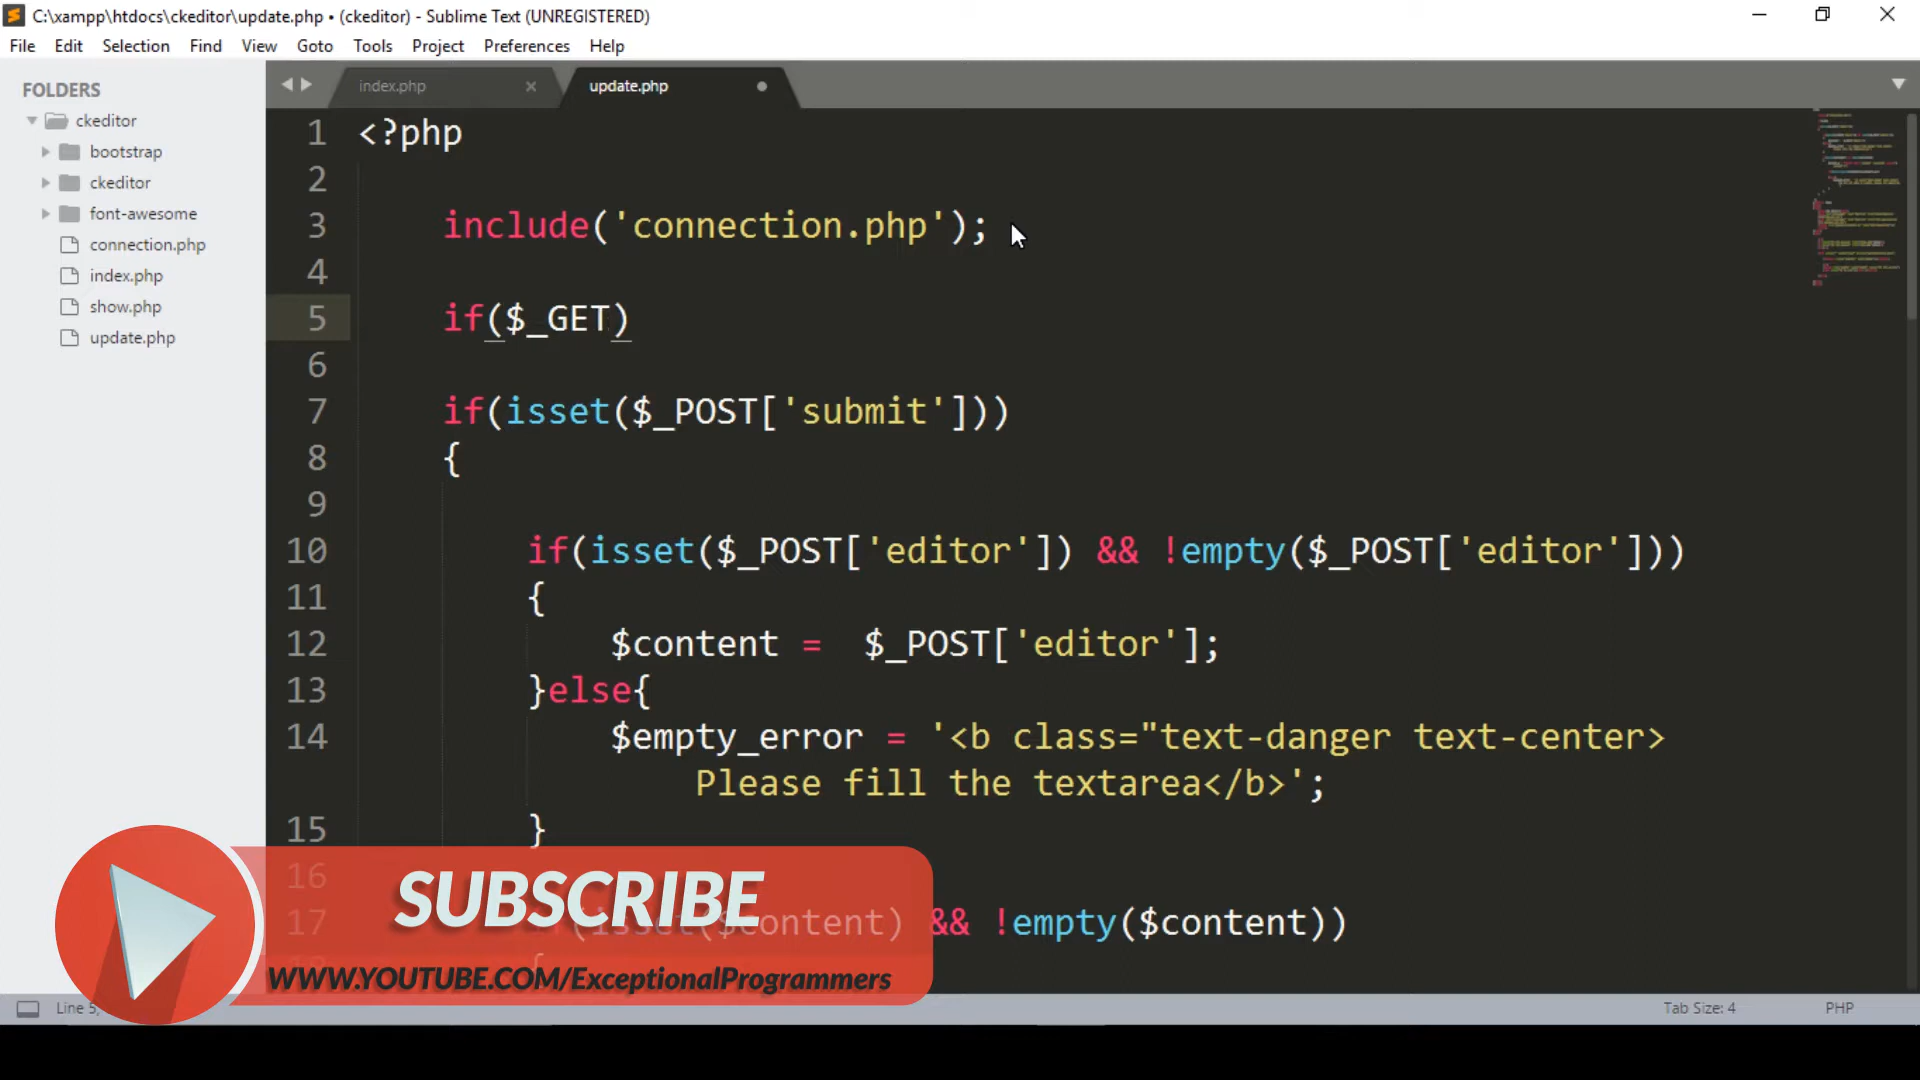 C:\xampp\htdocs\ckeditor\update.php • (ckeditor) - Sublime Text (UNREGISTERED)
File Edit Selection Find View Goto Tools Project Preferences Help
FOLDERS
ckeditor
bootstrap
ckeditor
font-awesome
connection.php
index.php
show.php
update.php
index.php
update.php
1 <?php
2
3 include('connection.php');
4
5 if($_GET)
6
7 if(isset($_POST['submit']))
8 {
9
10 if(isset($_POST['editor']) && !empty($_POST['editor']))
11 {
12 $content = $_POST['editor'];
13 }else{
14 $empty_error = '<b class="text-danger text-center>
Please fill the textarea</b>';
15 }
16
17 (isset($content) && !empty($content))
{
SUBSCRIBE
WWW.YOUTUBE.COM/ExceptionalProgrammers
Line 5,
Tab Size: 4
PHP